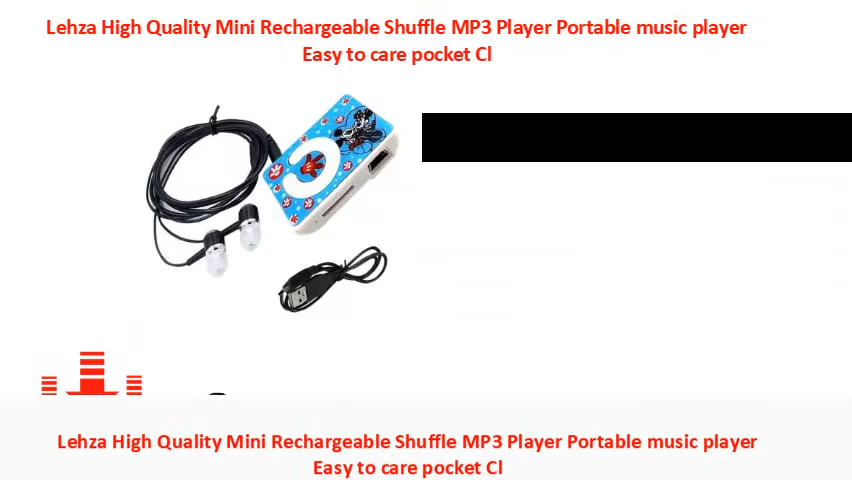 Lehza High Quality Mini Rechargeable Shuffle MP3 Player Portable music player
Easy to care pocket Cl
Lehza High Quality Mini Rechargeable Shuffle MP3 Player Portable music player
Easy to care pocket Cl